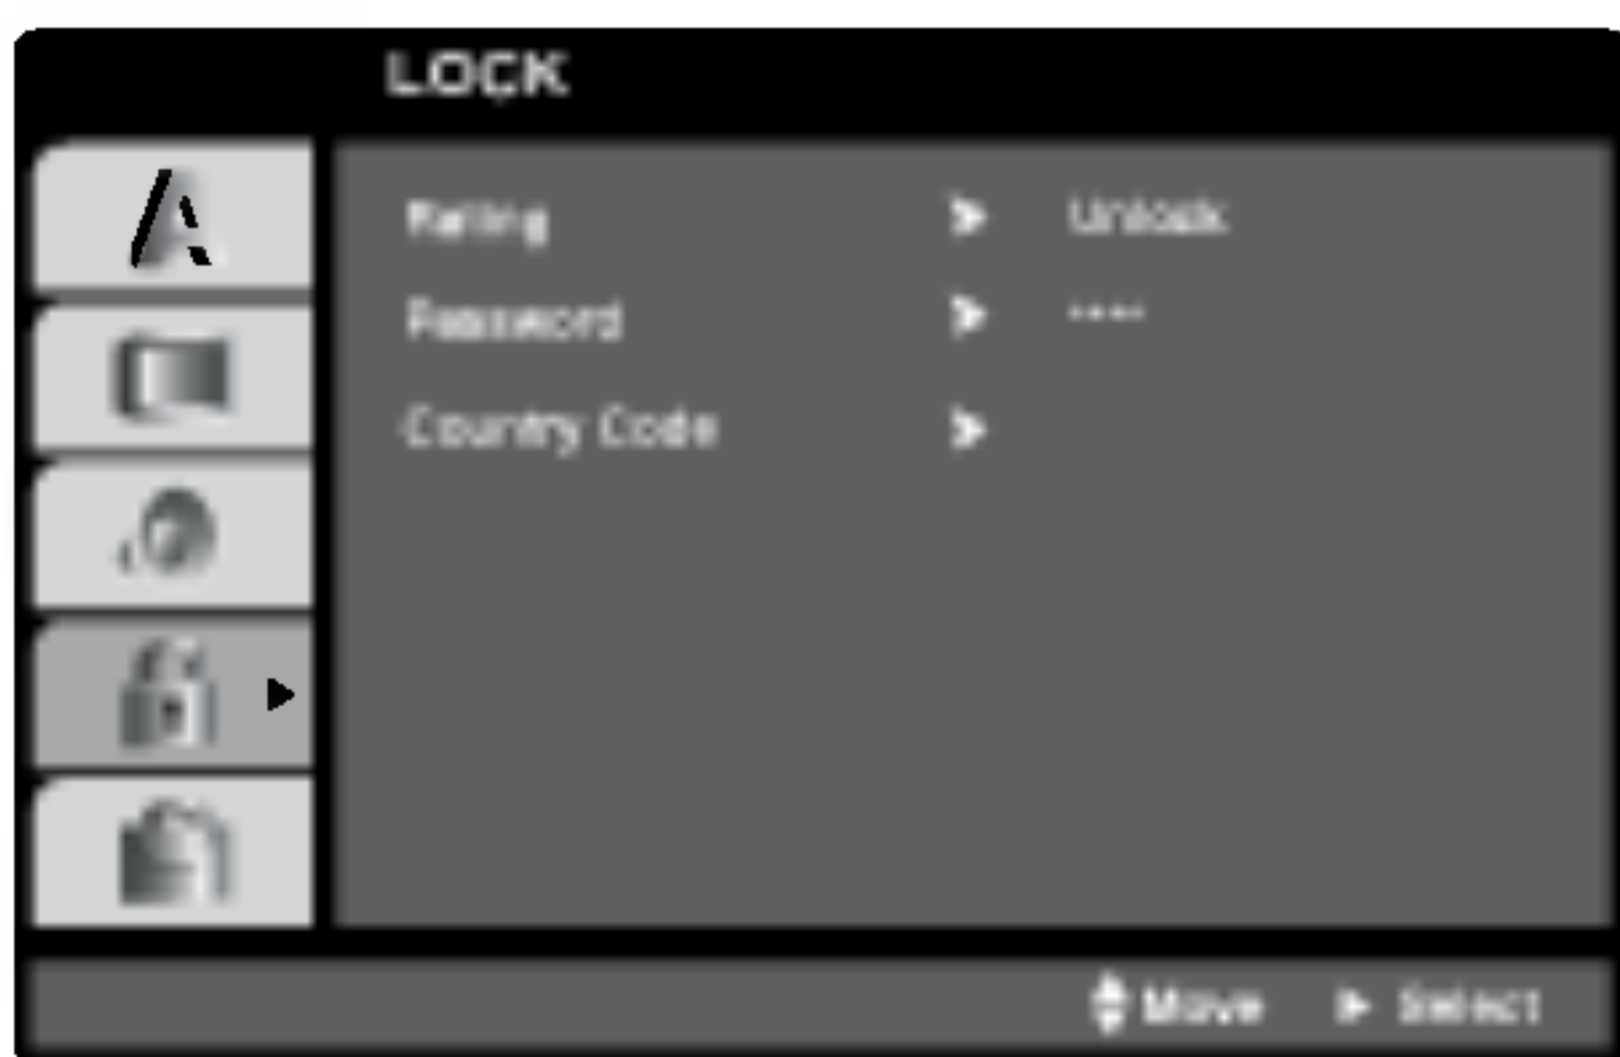 LOCK
Rating Unlock
Password ••••
Country Code
Move Select